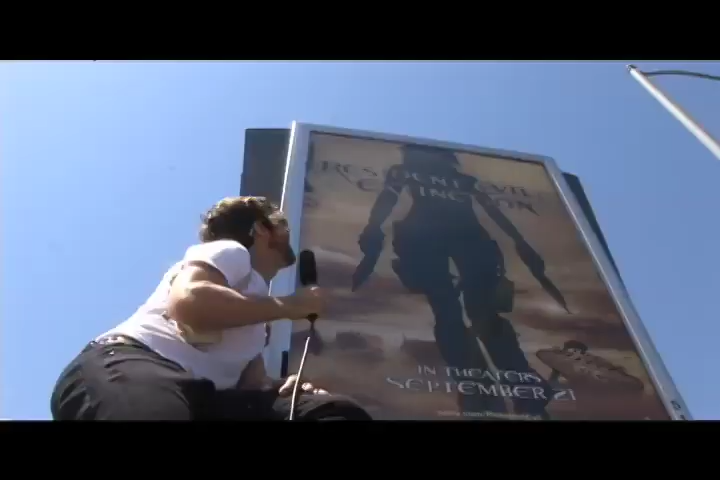 RESIDENT EVIL
EXTINCTION
IN THEATERS
SEPTEMBER 21